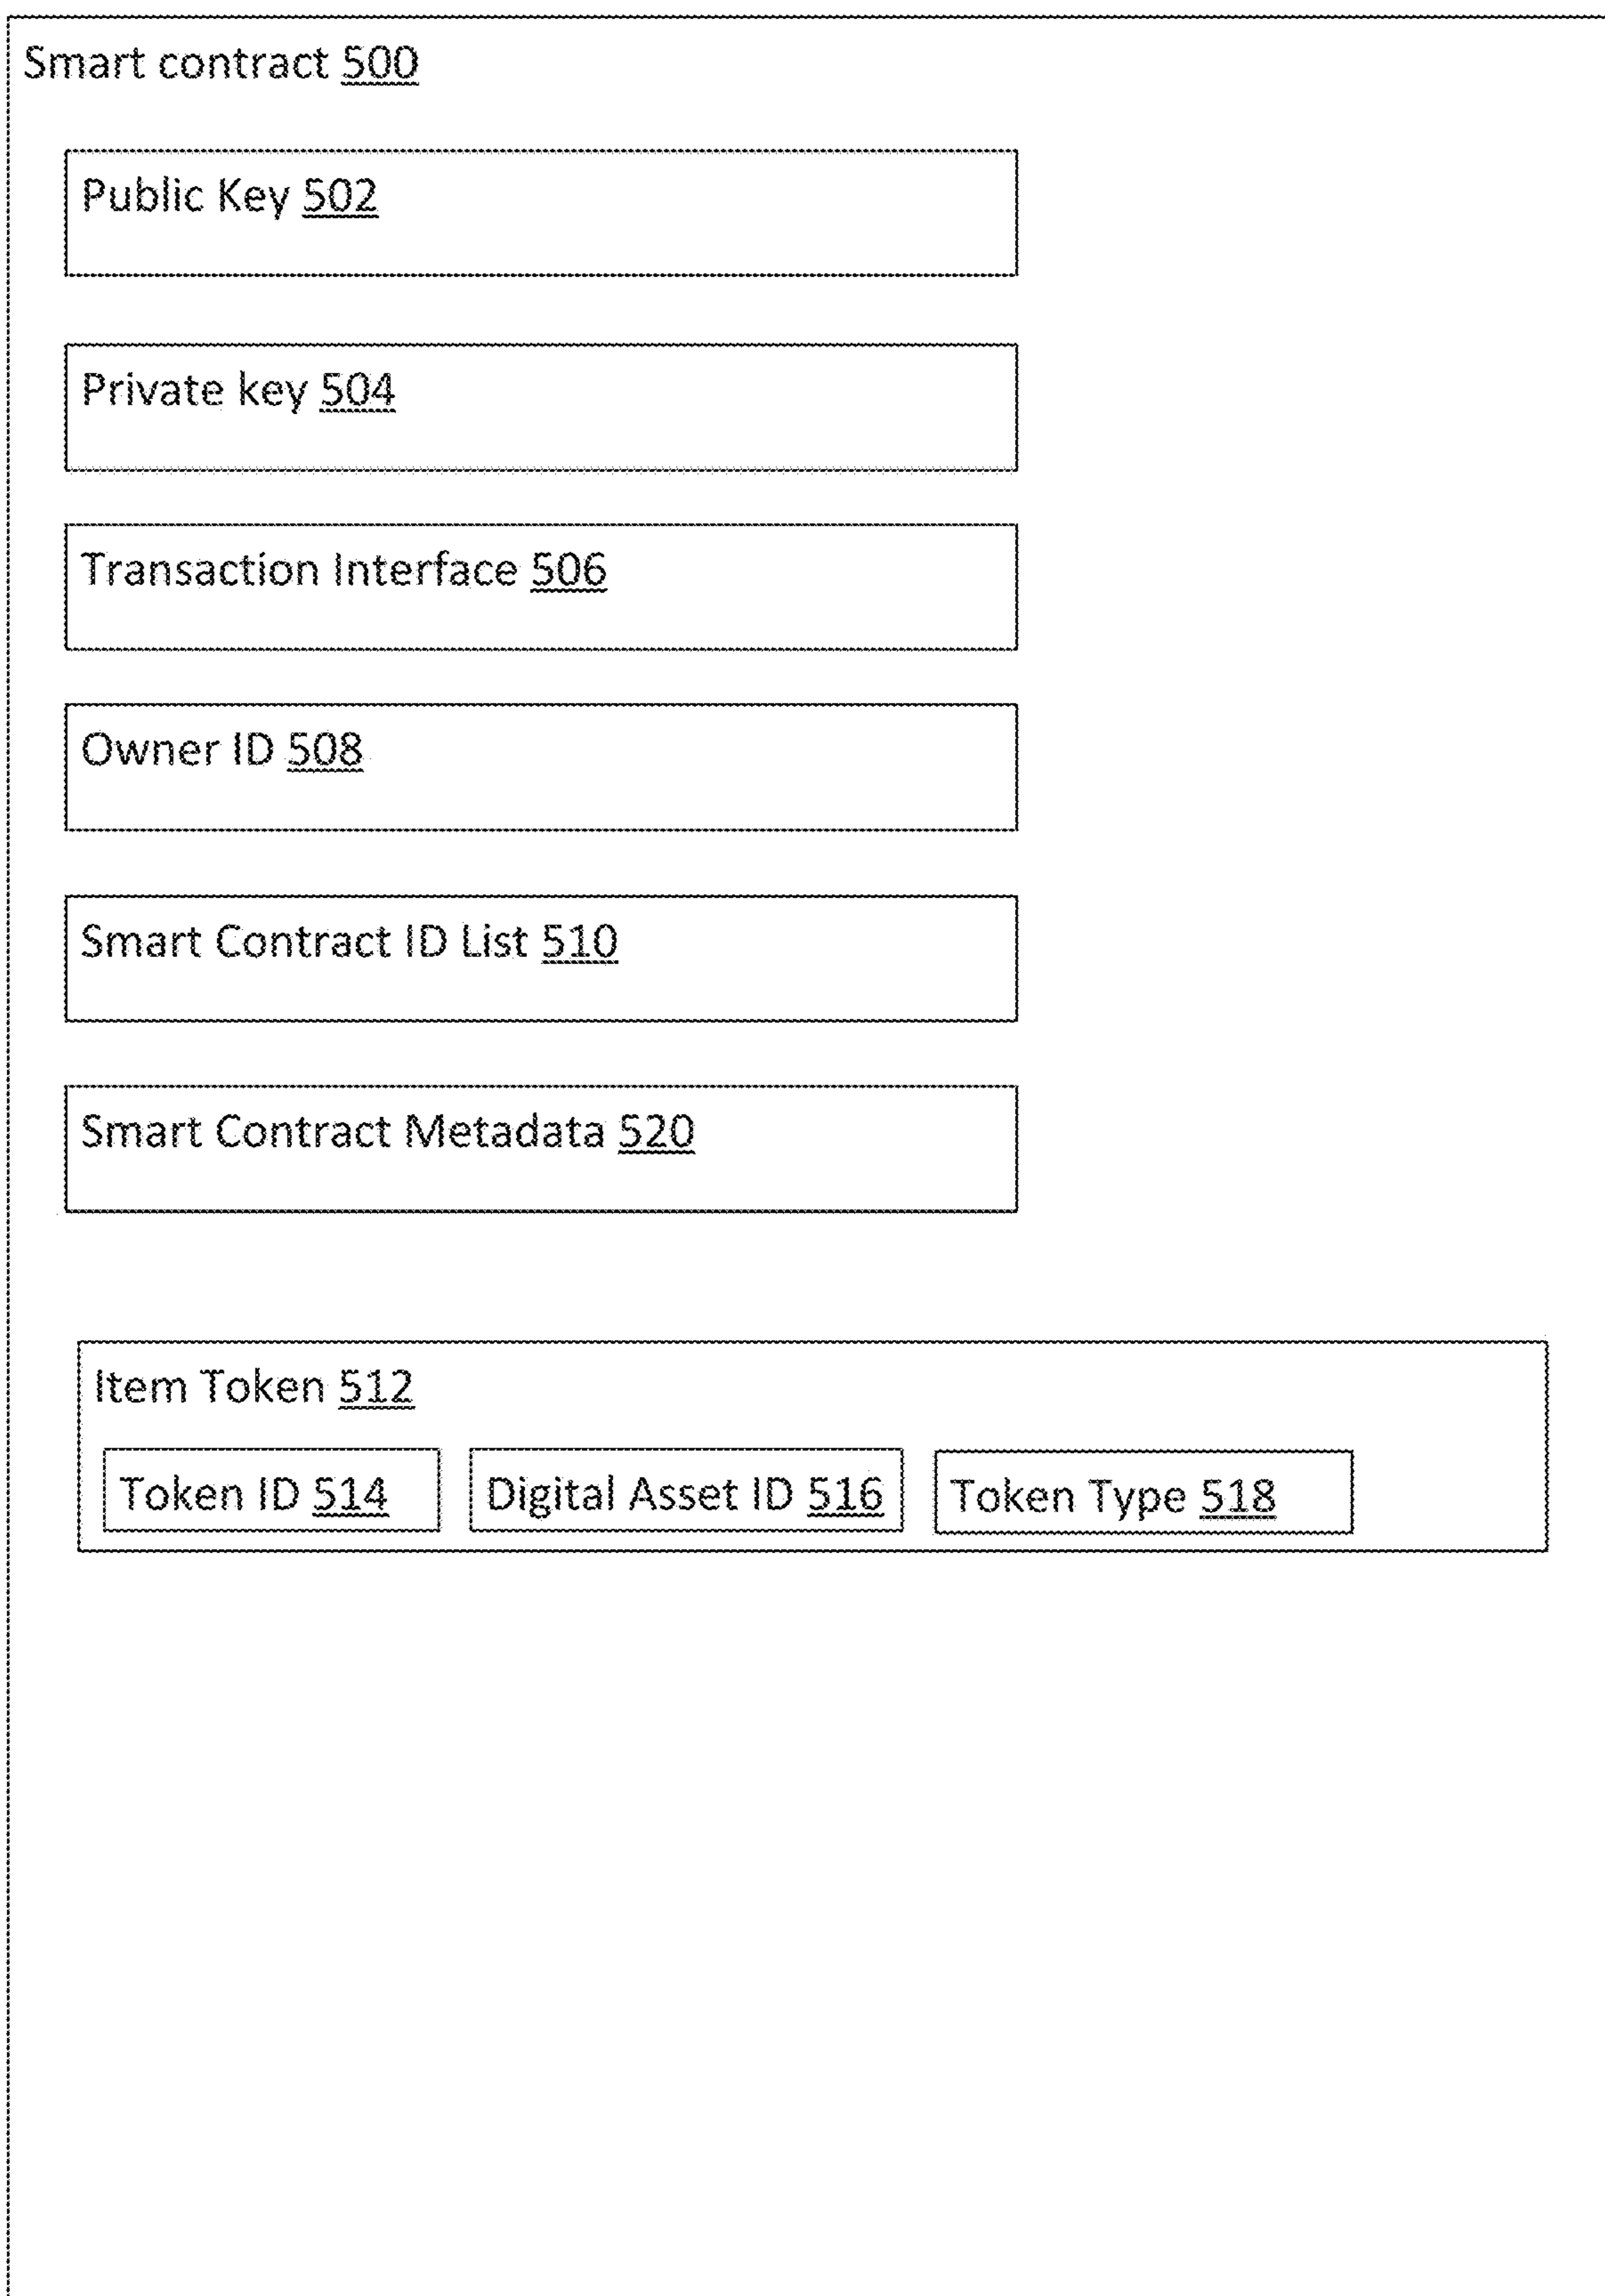 Smart contract 500
Public Key 502
Private key 504
Transaction Interface 506
Owner ID 508
Smart Contract ID List 510
Smart Contract Metadata 520
Item Token 512
Token ID 514 Digital Asset ID 516 Token Type 518